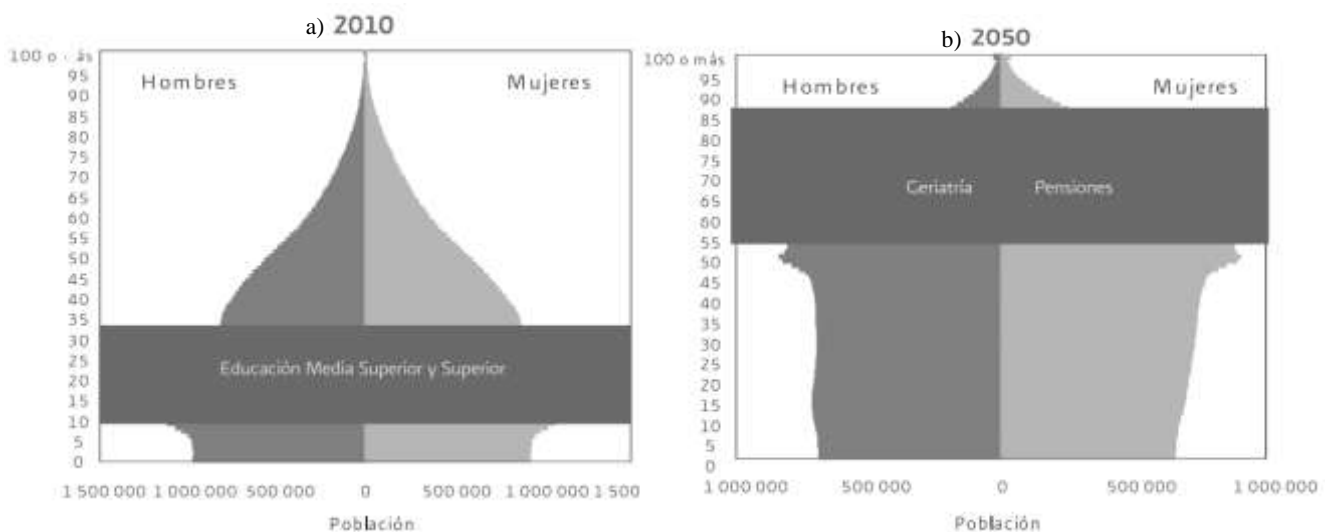 a) 2010
100 o más
Hombres
Mujeres
95
90
85
80
75
70
65
60
55
50
45
40
35
30
25
20
15
10
5
0
Educación Media Superior y Superior
1 500 000 1 000 000 500 000 0 500 000 1 000 000 1 500
Población
b) 2050
100 o más
Hombres
Mujeres
95
90
85
80
75
70
65
60
55
50
45
40
35
30
25
20
15
10
5
0
Geriatría
Pensiones
1 000 000 500 000 0 500 000 1 000 000
Población